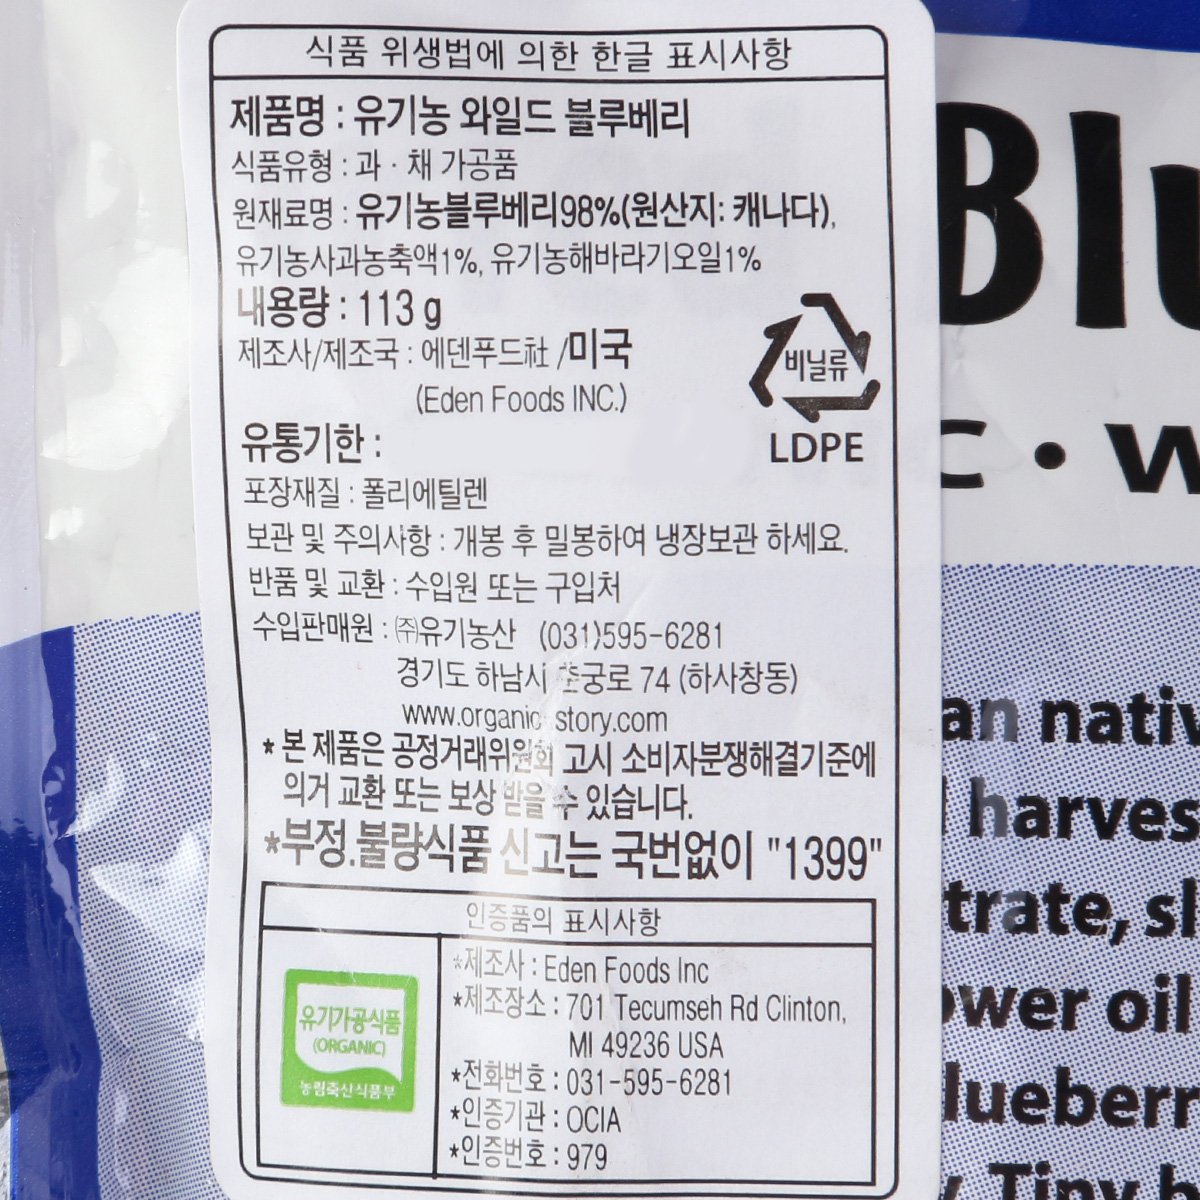 식품 위생법에 의한 한글 표시사항
제품명 : 유기농 와일드 블루베리
식품유형 : 과 · 채 가공품
원재료명 : 유기농블루베리98%(원산지: 캐나다),
유기농사과농축액1%, 유기농해바라기오일1%
내용량 : 113 g
제조사/제조국 : 에덴푸드社 /미국
(Eden Foods INC.)
비닐류
LDPE
유통기한 :
포장재질 : 폴리에틸렌
보관 및 주의사항 : 개봉 후 밀봉하여 냉장보관 하세요.
반품 및 교환 : 수입원 또는 구입처
수입판매원 : ㈜유기농산 (031)595-6281
경기도 하남시 74 (하사창동)
www.organic story.com
* 본 제품은 공정거래위원회 고시 소비자분쟁해결기준에
의거 교환 또는 보상 받을 수 있습니다.
*부정.불량식품 신고는 국번없이 "1399"
인증품의 표시사항
유기가공식품
(ORGANIC)
농림축산식품부
*제조사 : Eden Foods Inc
*제조장소 : 701 Tecumseh Rd Clinton,
MI 49236 USA
*전화번호 : 031-595-6281
*인증기관 : OCIA
*인증번호 : 979
Blu
c • w
an nativ
harves
trate, sl
ower oil
lueberr
Tiny b